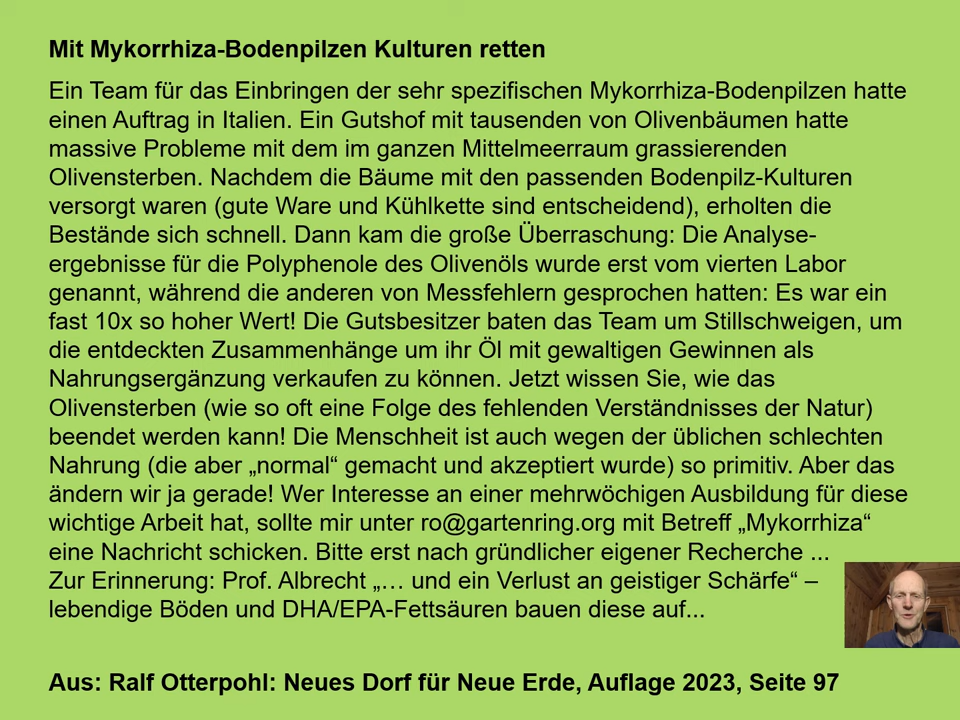 Mit Mykorrhiza-Bodenpilzen Kulturen retten
Ein Team für das Einbringen der sehr spezifischen Mykorrhiza-Bodenpilzen hatte
einen Auftrag in Italien. Ein Gutshof mit tausenden von Olivenbäumen hatte
massive Probleme mit dem im ganzen Mittelmeerraum grassierenden
Olivensterben. Nachdem die Bäume mit den passenden Bodenpilz-Kulturen
versorgt waren (gute Ware und Kühlkette sind entscheidend), erholten die
Bestände sich schnell. Dann kam die große Überraschung: Die Analyse-
ergebnisse für die Polyphenole des Olivenöls wurde erst vom vierten Labor
genannt, während die anderen von Messfehlern gesprochen hatten: Es war ein
fast 10x so hoher Wert! Die Gutsbesitzer baten das Team um Stillschweigen, um
die entdeckten Zusammenhänge um ihr Öl mit gewaltigen Gewinnen als
Nahrungsergänzung verkaufen zu können. Jetzt wissen Sie, wie das
Olivensterben (wie so oft eine Folge des fehlenden Verständnisses der Natur)
beendet werden kann! Die Menschheit ist auch wegen der üblichen schlechten
Nahrung (die aber „normal“ gemacht und akzeptiert wurde) so primitiv. Aber das
ändern wir ja gerade! Wer Interesse an einer mehrwöchigen Ausbildung für diese
wichtige Arbeit hat, sollte mir unter ro@gartenring.org mit Betreff „Mykorrhiza“
eine Nachricht schicken. Bitte erst nach gründlicher eigener Recherche ...
Zur Erinnerung: Prof. Albrecht „… und ein Verlust an geistiger Schärfe“ –
lebendige Böden und DHA/EPA-Fettsäuren bauen diese auf...
Aus: Ralf Otterpohl: Neues Dorf für Neue Erde, Auflage 2023, Seite 97